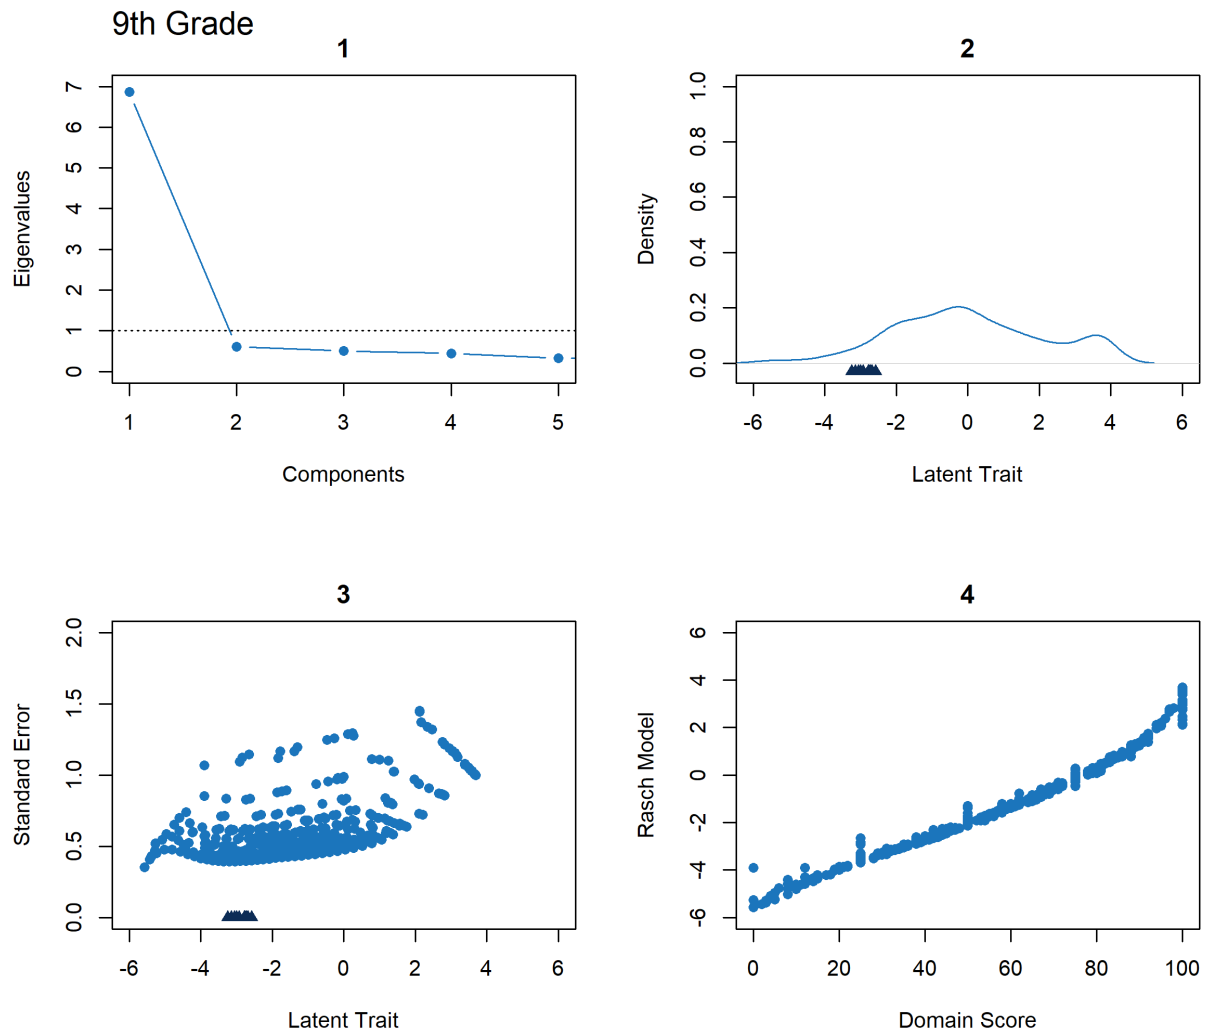 9th Grade
1
Eigenvalues
7
6
5
4
3
2
1
0
1 2 3 4 5
Components
2
Density
1.0
0.8
0.6
0.4
0.2
0.0
-6 -4 -2 0 2 4 6
Latent Trait
3
Standard Error
2.0
1.5
1.0
0.5
0.0
-6 -4 -2 0 2 4 6
Latent Trait
4
Rasch Model
6
4
2
0
-2
-4
-6
0 20 40 60 80 100
Domain Score